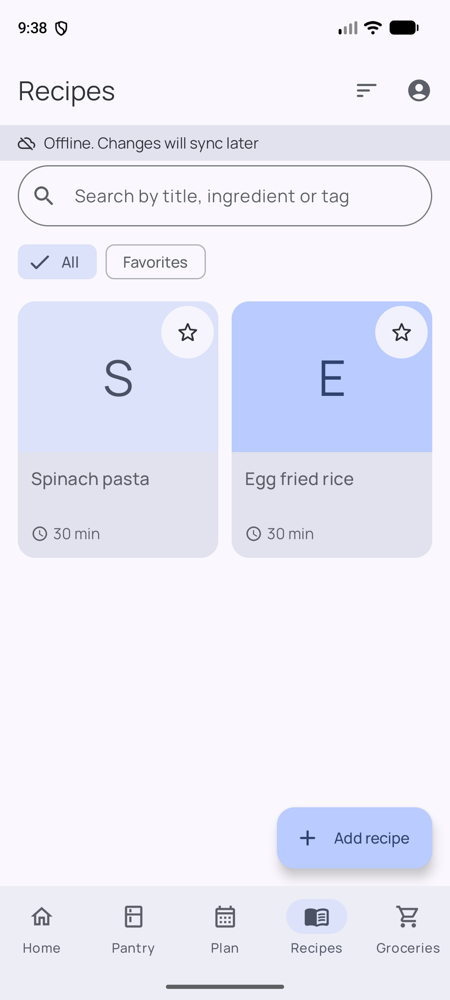 9:38
Recipes
Offline. Changes will sync later
Search by title, ingredient or tag
All
Favorites
S
E
Spinach pasta
Egg fried rice
30 min
30 min
Add recipe
Home
Pantry
Plan
Recipes
Groceries